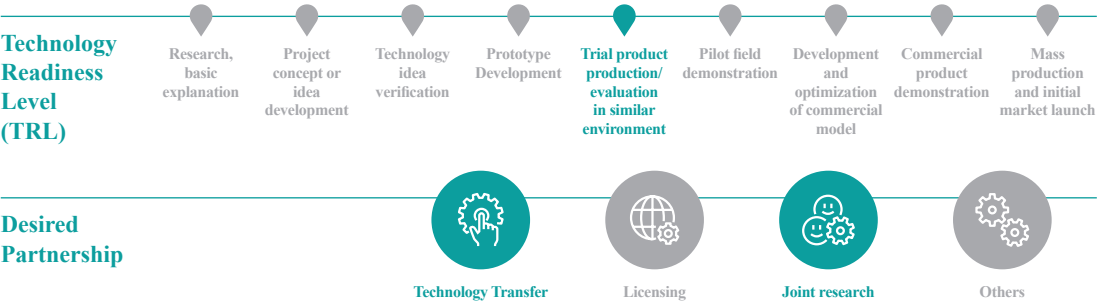 Technology
Readiness
Level
(TRL)
Research,
basic
explanation
Project
concept or
idea
development
Technology
idea
verification
Prototype
Development
Trial product
production/
evaluation
in similar
environment
Pilot field
demonstration
Development
and
optimization
of commercial
model
Commercial
product
demonstration
Mass
production
and initial
market launch
Desired
Partnership
Technology Transfer
Licensing
Joint research
Others